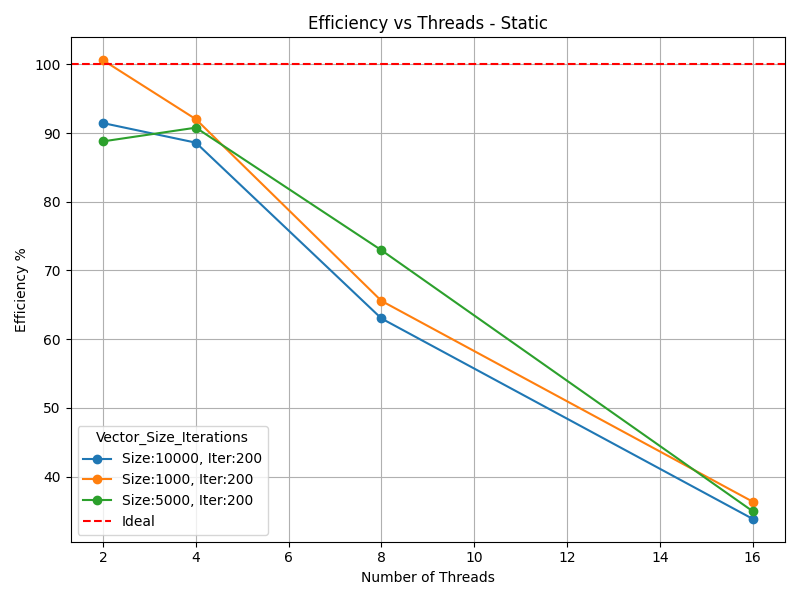 Efficiency vs Threads - Static
100
90
80
70
60
50
40
Efficiency %
Vector_Size_Iterations
Size:10000, Iter:200
Size:1000, Iter:200
Size:5000, Iter:200
Ideal
2 4 6 8 10 12 14 16
Number of Threads